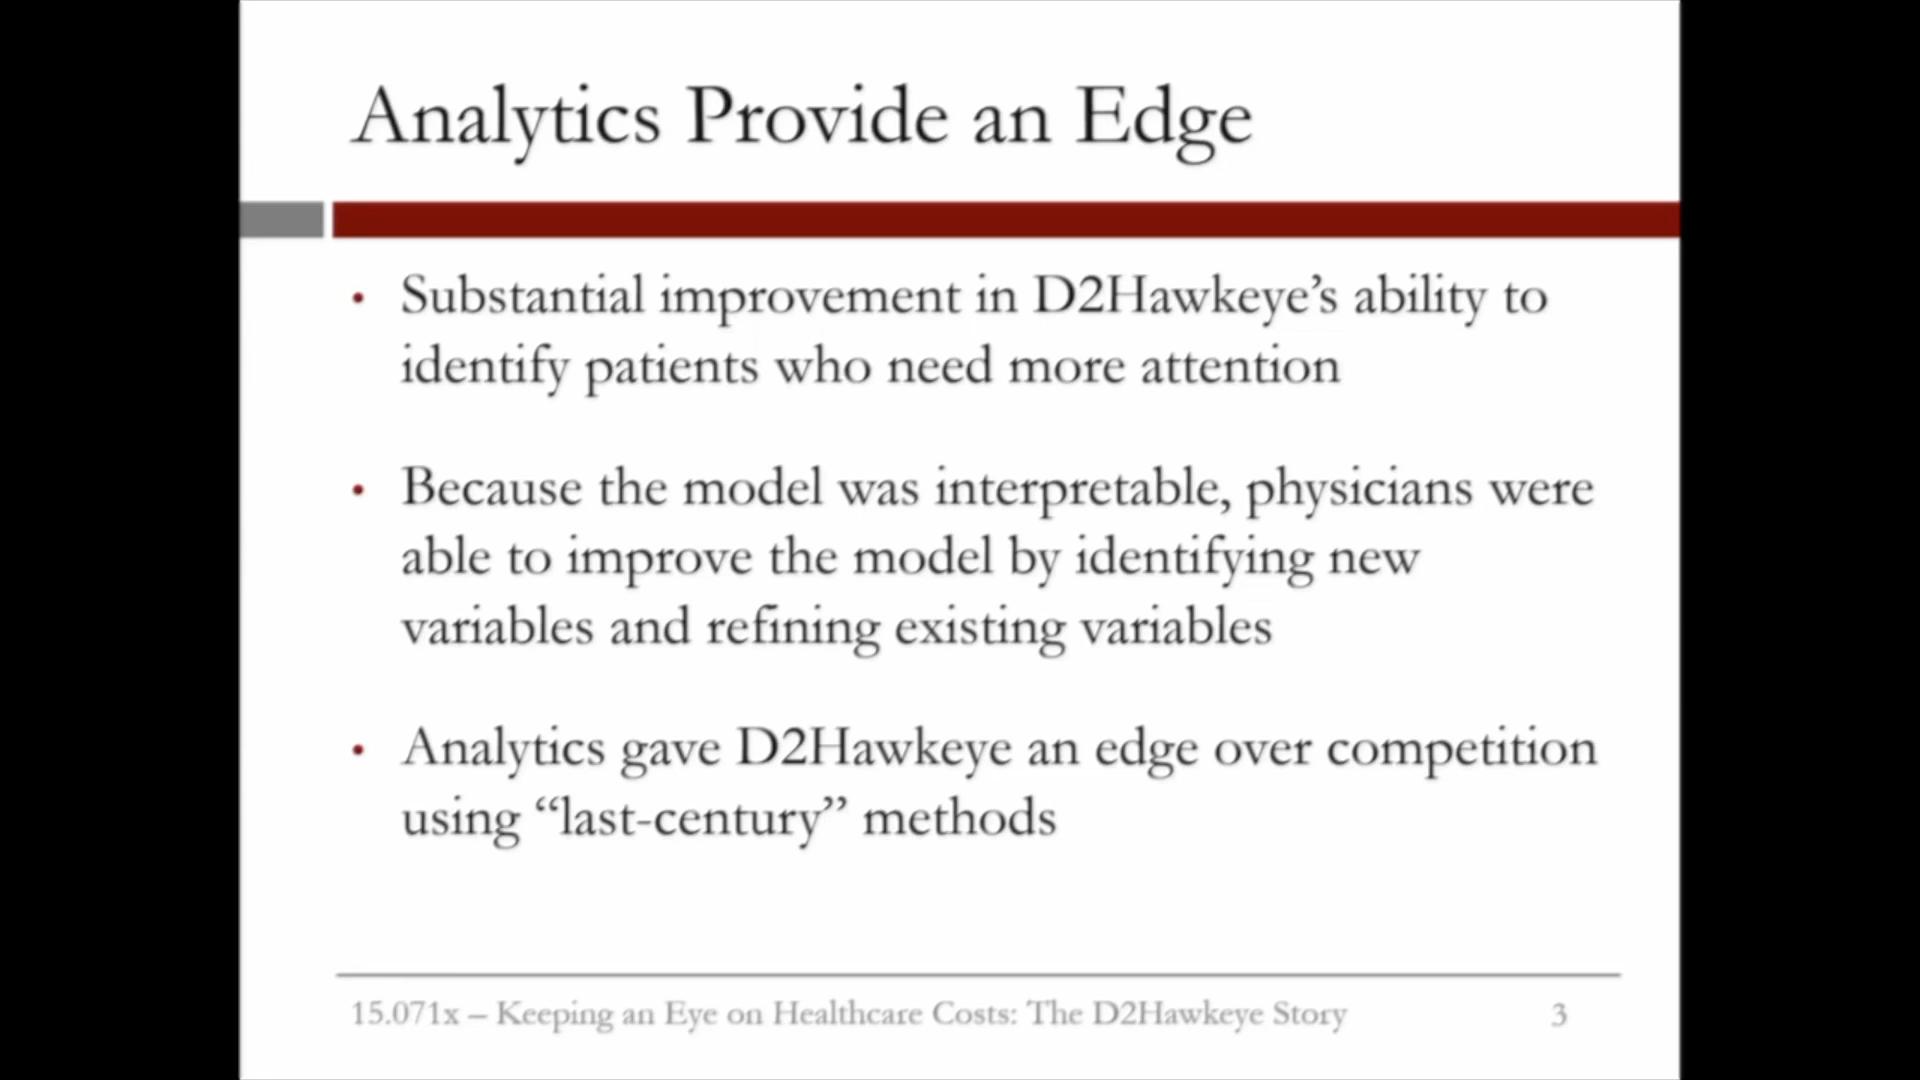 Analytics Provide an Edge
• Substantial improvement in D2Hawkeye’s ability to
identify patients who need more attention
• Because the model was interpretable, physicians were
able to improve the model by identifying new
variables and refining existing variables
• Analytics gave D2Hawkeye an edge over competition
using “last-century” methods
15.071x – Keeping an Eye on Healthcare Costs: The D2Hawkeye Story 3